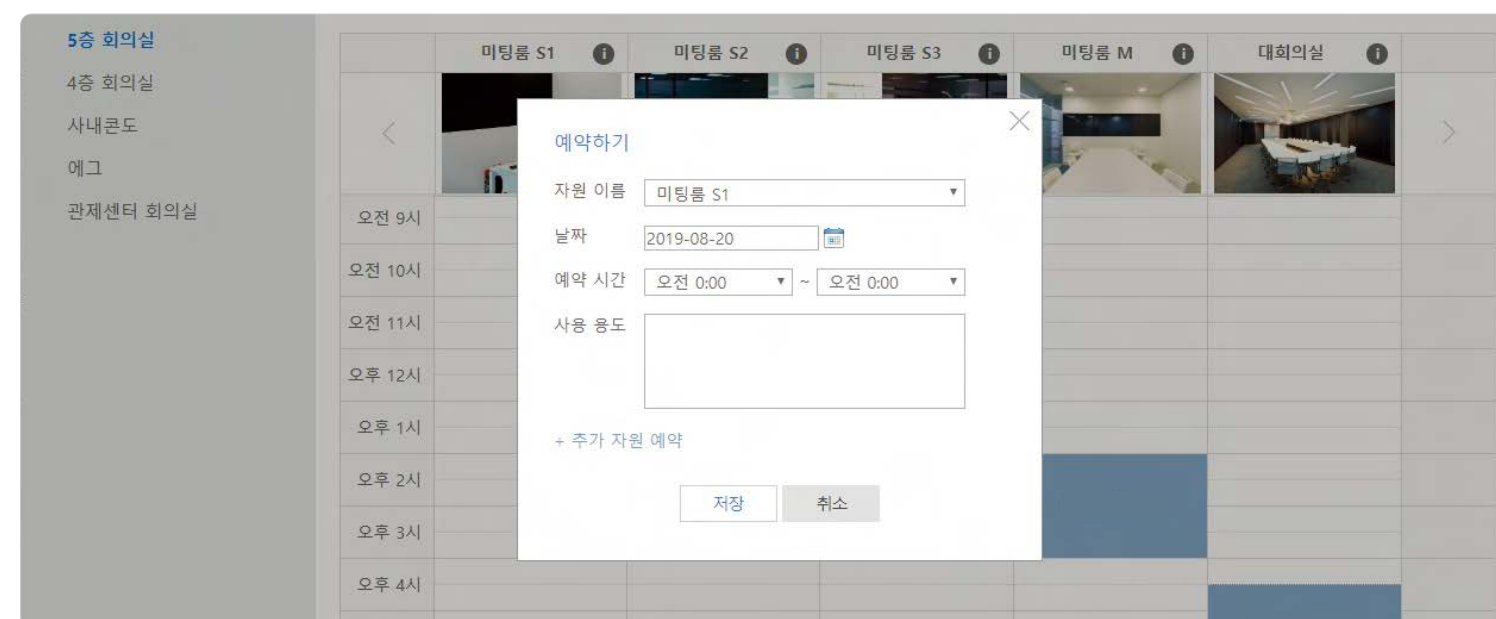 5층 회의실
4층 회의실
사내콘도
에그
관제센터 회의실
미팅룸 S1
미팅룸 S2
미팅룸 S3
미팅룸 M
대회의실
오전 9시
오전 10시
오전 11시
오후 12시
오후 1시
오후 2시
오후 3시
오후 4시
예약하기
자원 이름 미팅룸 S1
날짜 2019-08-20
예약 시간 오전 0:00 ~ 오전 0:00
사용 용도
+ 추가 자원 예약
저장 취소